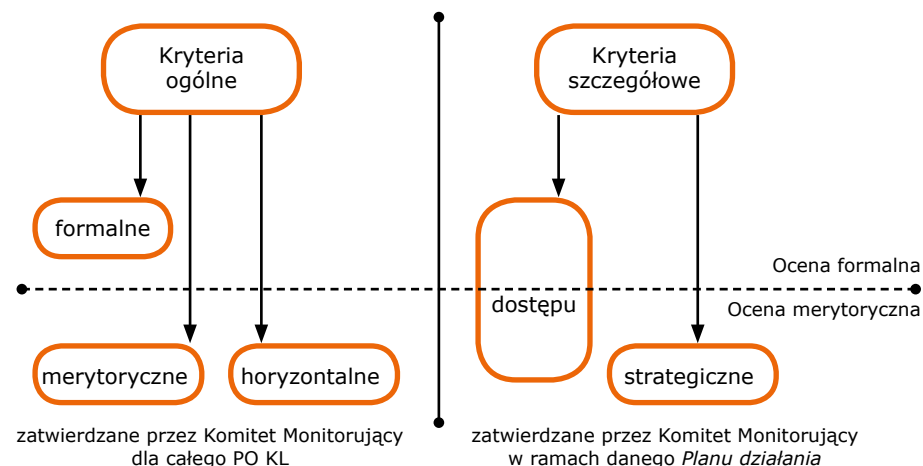 Kryteria
ogólne
Kryteria
szczegółowe
formalne
Ocena formalna
dostępu
Ocena merytoryczna
merytoryczne
horyzontalne
strategiczne
zatwierdzane przez Komitet Monitorujący
dla całego PO KL
zatwierdzane przez Komitet Monitorujący
w ramach danego Planu działania